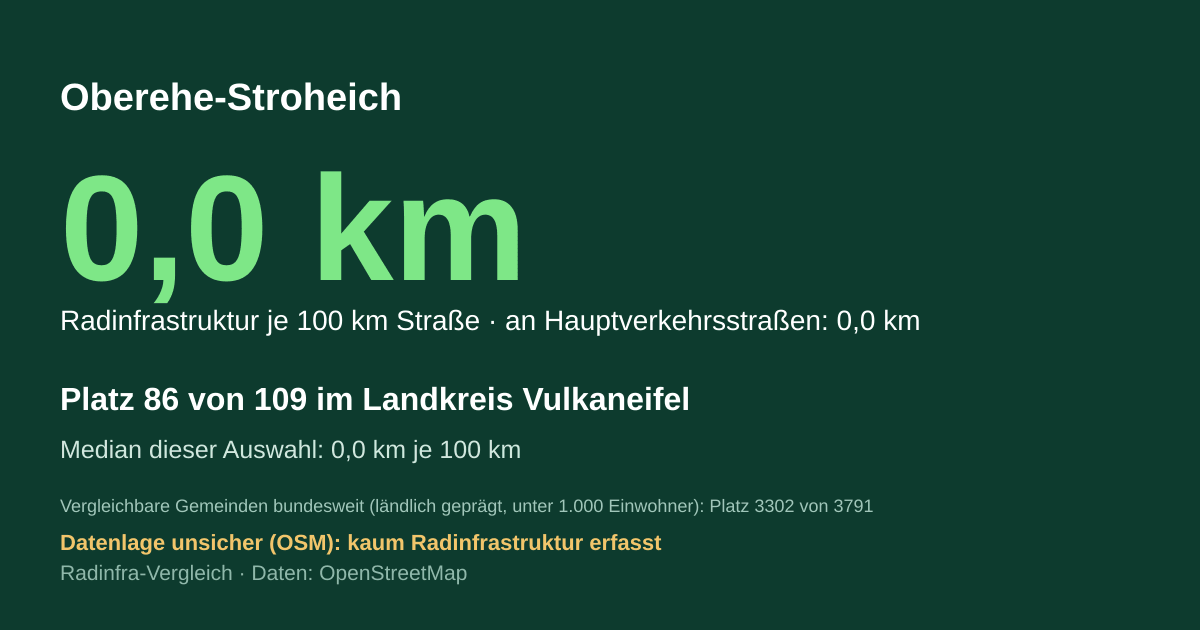 Oberehe-Stroheich
0,0 km
Radinfrastruktur je 100 km Straße · an Hauptverkehrsstraßen: 0,0 km
Platz 86 von 109 im Landkreis Vulkaneifel
Median dieser Auswahl: 0,0 km je 100 km
Vergleichbare Gemeinden bundesweit (ländlich geprägt, unter 1.000 Einwohner): Platz 3302 von 3791
Datenlage unsicher (OSM): kaum Radinfrastruktur erfasst
Radinfra-Vergleich · Daten: OpenStreetMap